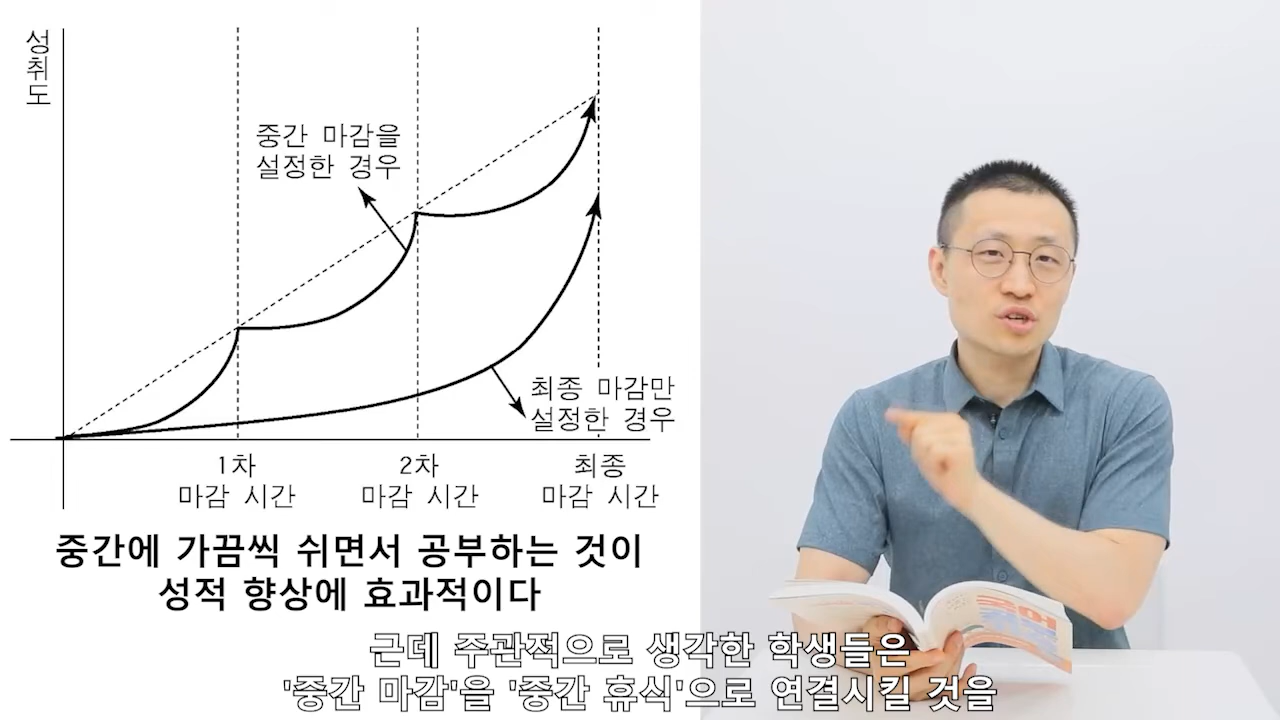 성취도
중간 마감을
설정한 경우
최종 마감만
설정한 경우
1차
마감 시간
2차
마감 시간
최종
마감 시간
중간에 가끔씩 쉬면서 공부하는 것이
성적 향상에 효과적이다
근데 주관적으로 생각한 학생들은
'중간 마감'을 '중간 휴식'으로 연결시킬 것을